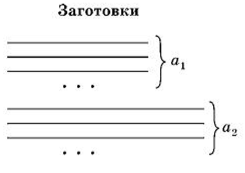 Заготовки
. . .
a₁
. . .
a₂